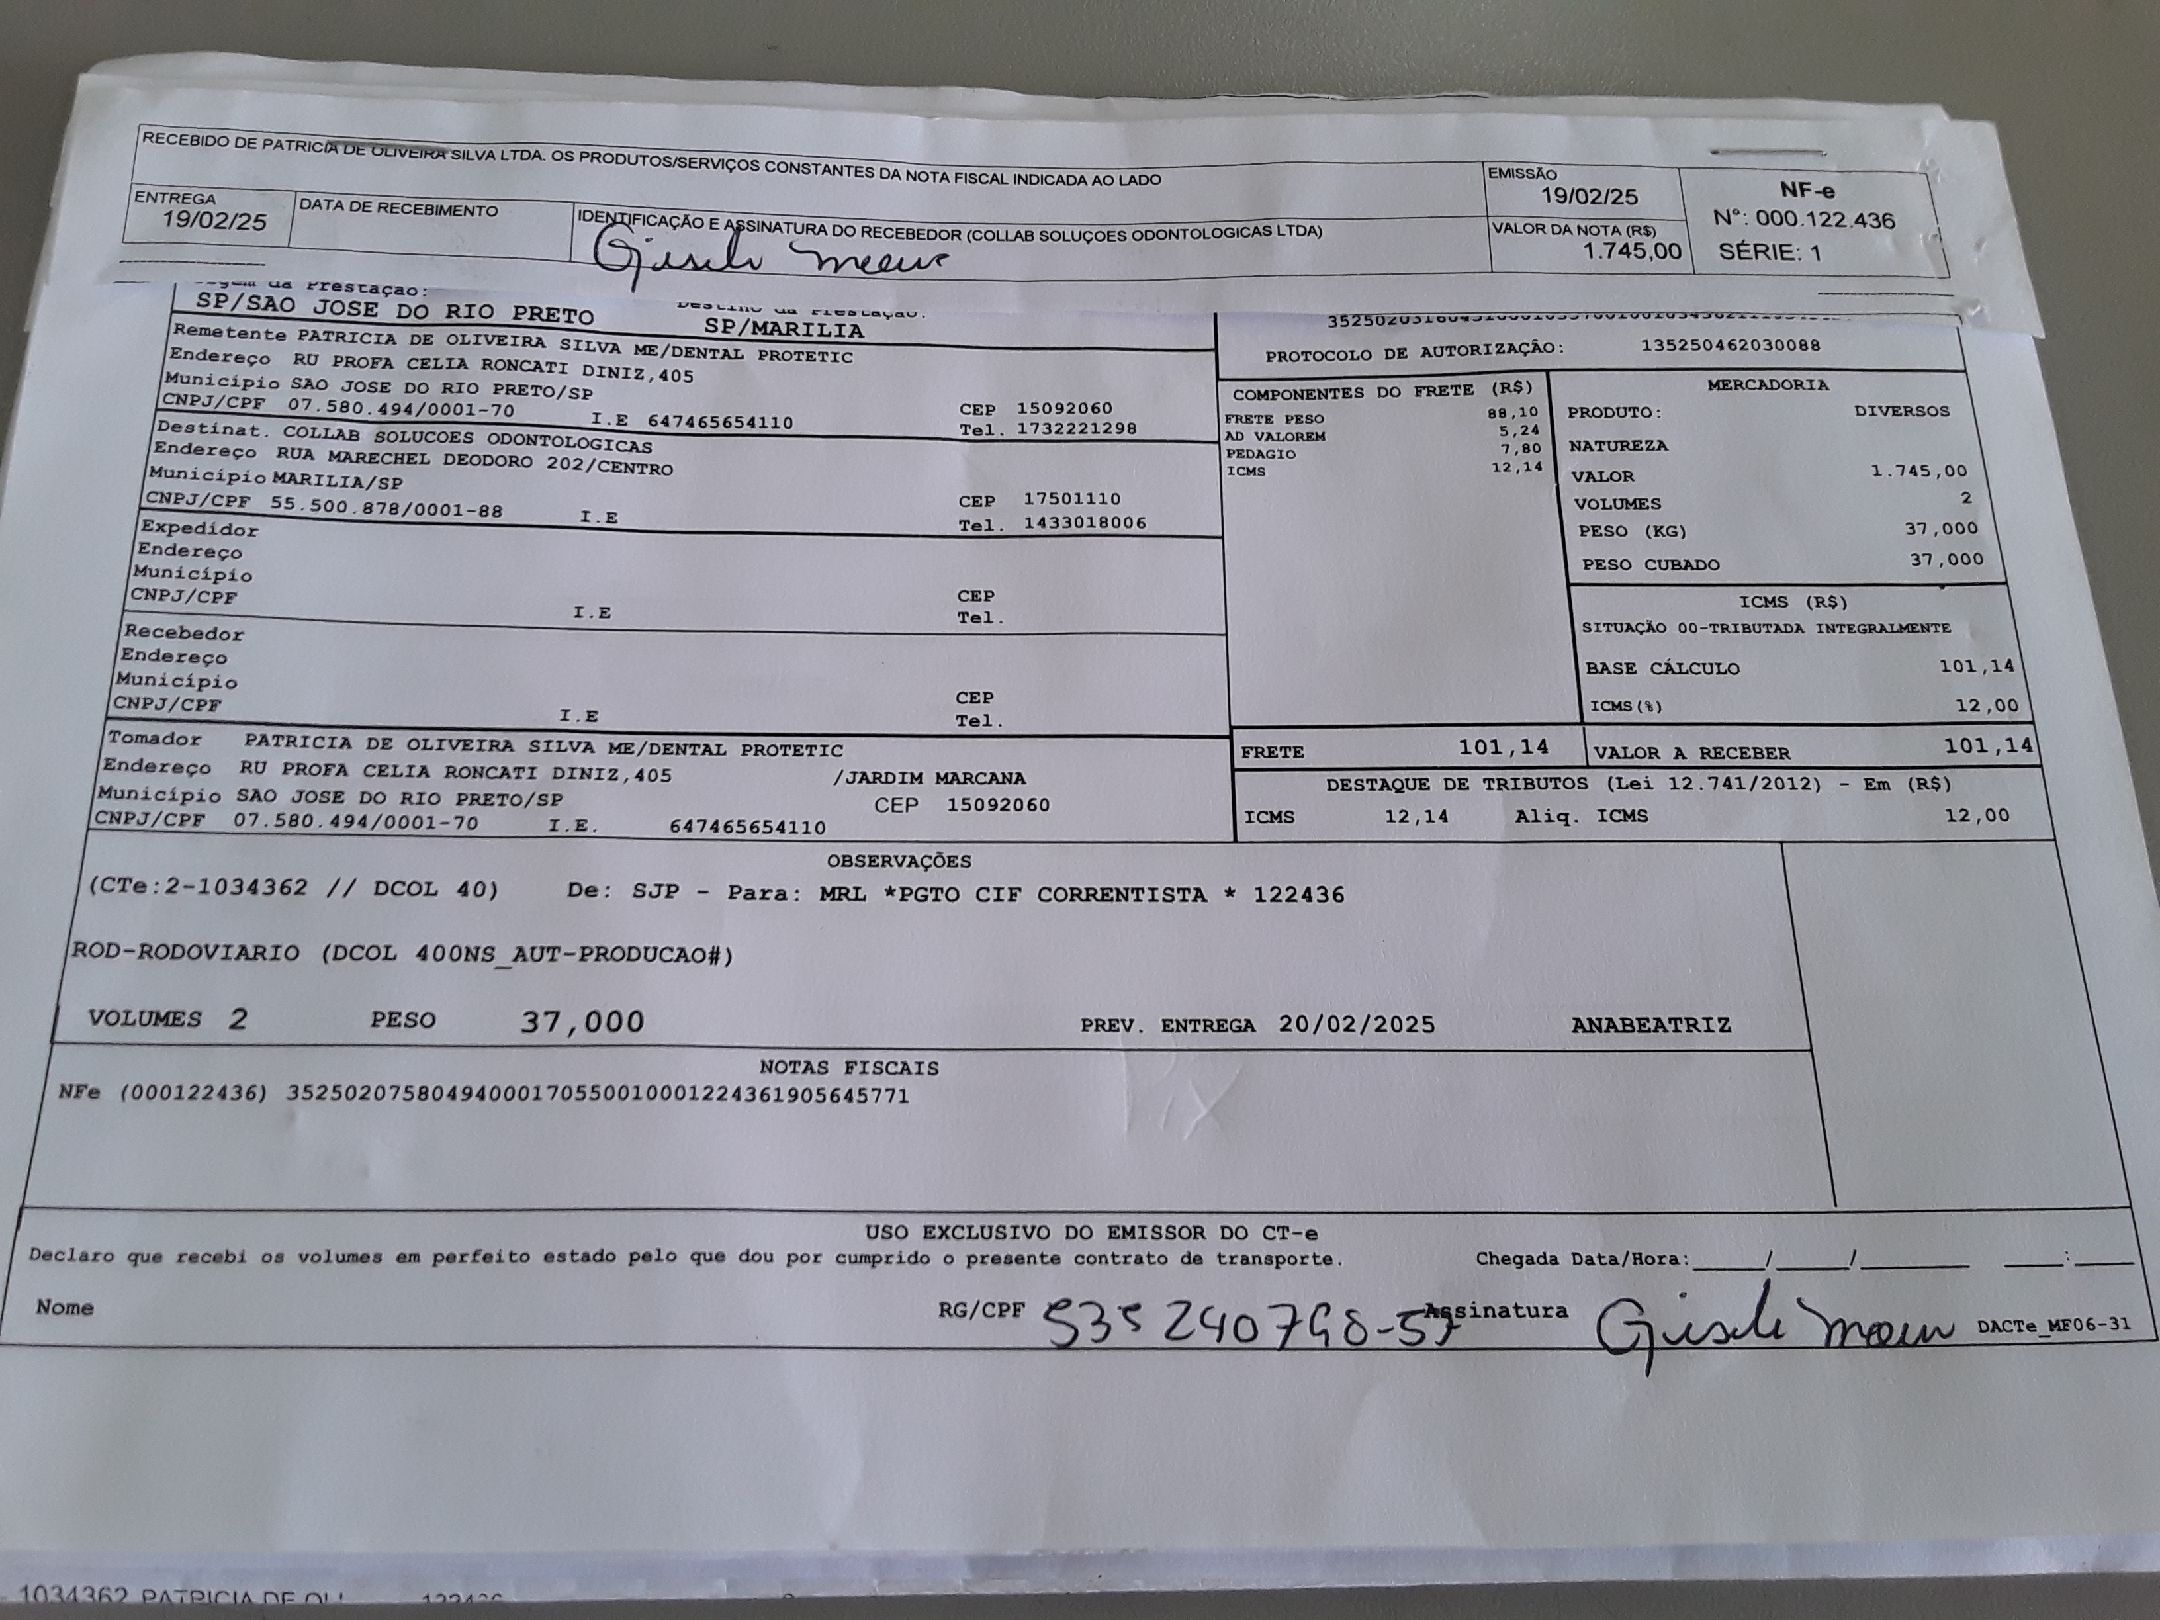 RECEBIDO DE PATRICIA DE OLIVEIRA SILVA LTDA. OS PRODUTOS/SERVIÇOS CONSTANTES DA NOTA FISCAL INDICADA AO LADO
EMISSÃO
19/02/25
NF-e
Nº: 000.122.436
SÉRIE: 1
ENTREGA
19/02/25
DATA DE RECEBIMENTO
IDENTIFICAÇÃO E ASSINATURA DO RECEBEDOR (COLLAB SOLUÇOES ODONTOLOGICAS LTDA)
VALOR DA NOTA (R$)
1.745,00
da Prestação:
SP/SAO JOSE DO RIO PRETO
SP/MARILIA
PROTOCOLO DE AUTORIZAÇÃO: 135250462030088
Remetente PATRICIA DE OLIVEIRA SILVA ME/DENTAL PROTETIC
Endereço RU PROFA CELIA RONCATI DINIZ,405
Município SAO JOSE DO RIO PRETO/SP CEP 15092060
CNPJ/CPF 07.580.494/0001-70 I.E 647465654110 Tel. 1732221298
Destinat. COLLAB SOLUCOES ODONTOLOGICAS
Endereço RUA MARECHEL DEODORO 202/CENTRO
Município MARILIA/SP CEP 17501110
CNPJ/CPF 55.500.878/0001-88 I.E Tel. 1433018006
Expedidor
Endereço
Município CEP
CNPJ/CPF I.E Tel.
Recebedor
Endereço
Município CEP
CNPJ/CPF I.E Tel.
Tomador PATRICIA DE OLIVEIRA SILVA ME/DENTAL PROTETIC
Endereço RU PROFA CELIA RONCATI DINIZ,405 /JARDIM MARCANA
Município SAO JOSE DO RIO PRETO/SP CEP 15092060
CNPJ/CPF 07.580.494/0001-70 I.E. 647465654110
COMPONENTES DO FRETE (R$)
FRETE PESO 88,10
AD VALOREM 5,24
PEDAGIO 7,80
ICMS 12,14
MERCADORIA
PRODUTO: DIVERSOS
NATUREZA
VALOR 1.745,00
VOLUMES 2
PESO (KG) 37,000
PESO CUBADO 37,000
ICMS (R$)
SITUAÇÃO 00-TRIBUTADA INTEGRALMENTE
BASE CÁLCULO 101,14
ICMS(%) 12,00
FRETE 101,14 VALOR A RECEBER 101,14
DESTAQUE DE TRIBUTOS (Lei 12.741/2012) - Em (R$)
ICMS 12,14 Aliq. ICMS 12,00
OBSERVAÇÕES
(CTe:2-1034362 // DCOL 40) De: SJP - Para: MRL *PGTO CIF CORRENTISTA * 122436
ROD-RODOVIARIO (DCOL 400NS_AUT-PRODUCAO#)
VOLUMES 2 PESO 37,000 PREV. ENTREGA 20/02/2025 ANABEATRIZ
NOTAS FISCAIS
NFe (000122436) 35250207580494000170550010001224361905645771
USO EXCLUSIVO DO EMISSOR DO CT-e
Declaro que recebi os volumes em perfeito estado pelo que dou por cumprido o presente contrato de transporte. Chegada Data/Hora:_____/_____/________ ____:____
Nome RG/CPF 535240798-57 Assinatura DACTe_MF06-31
1034362 PATRICIA DE